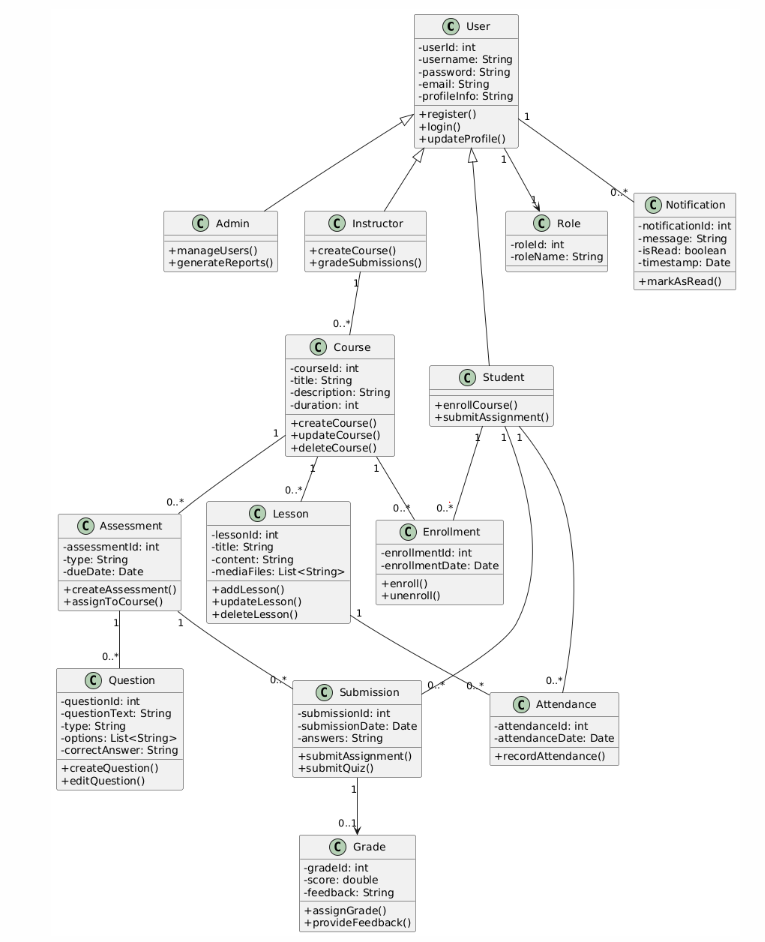 C User
-userId: int
-username: String
-password: String
-email: String
-profileInfo: String
+register()
+login()
+updateProfile()
1
1
1
0..*
C Admin
+manageUsers()
+generateReports()
C Instructor
+createCourse()
+gradeSubmissions()
C Role
-roleId: int
-roleName: String
C Notification
-notificationId: int
-message: String
-isRead: boolean
-timestamp: Date
+markAsRead()
1
0..*
C Course
-courseId: int
-title: String
-description: String
-duration: int
+createCourse()
+updateCourse()
+deleteCourse()
C Student
+enrollCourse()
+submitAssignment()
1
1
1
1
1
1
0..*
0..*
0..*
0..*
C Assessment
-assessmentId: int
-type: String
-dueDate: Date
+createAssessment()
+assignToCourse()
C Lesson
-lessonId: int
-title: String
-content: String
-mediaFiles: List<String>
+addLesson()
+updateLesson()
+deleteLesson()
C Enrollment
-enrollmentId: int
-enrollmentDate: Date
+enroll()
+unenroll()
1
1
1
0..*
0..*
0..*
0..*
0..*
C Question
-questionId: int
-questionText: String
-type: String
-options: List<String>
-correctAnswer: String
+createQuestion()
+editQuestion()
C Submission
-submissionId: int
-submissionDate: Date
-answers: String
+submitAssignment()
+submitQuiz()
C Attendance
-attendanceId: int
-attendanceDate: Date
+recordAttendance()
1
0..1
C Grade
-gradeId: int
-score: double
-feedback: String
+assignGrade()
+provideFeedback()